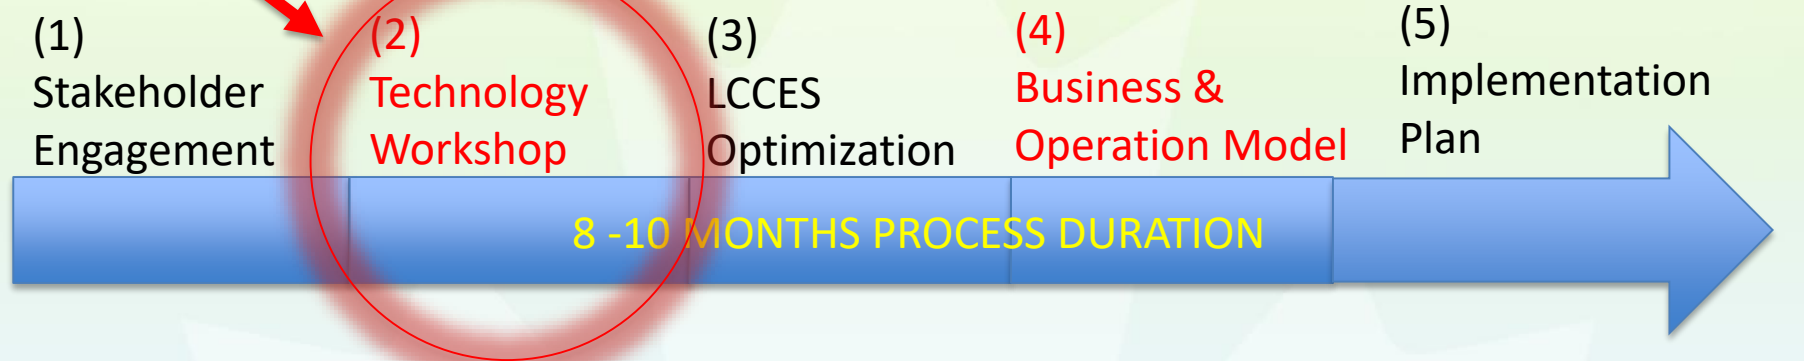 (1)
Stakeholder
Engagement
(2)
Technology
Workshop
(3)
LCCES
Optimization
(4)
Business &
Operation Model
(5)
Implementation
Plan
8 -10 MONTHS PROCESS DURATION